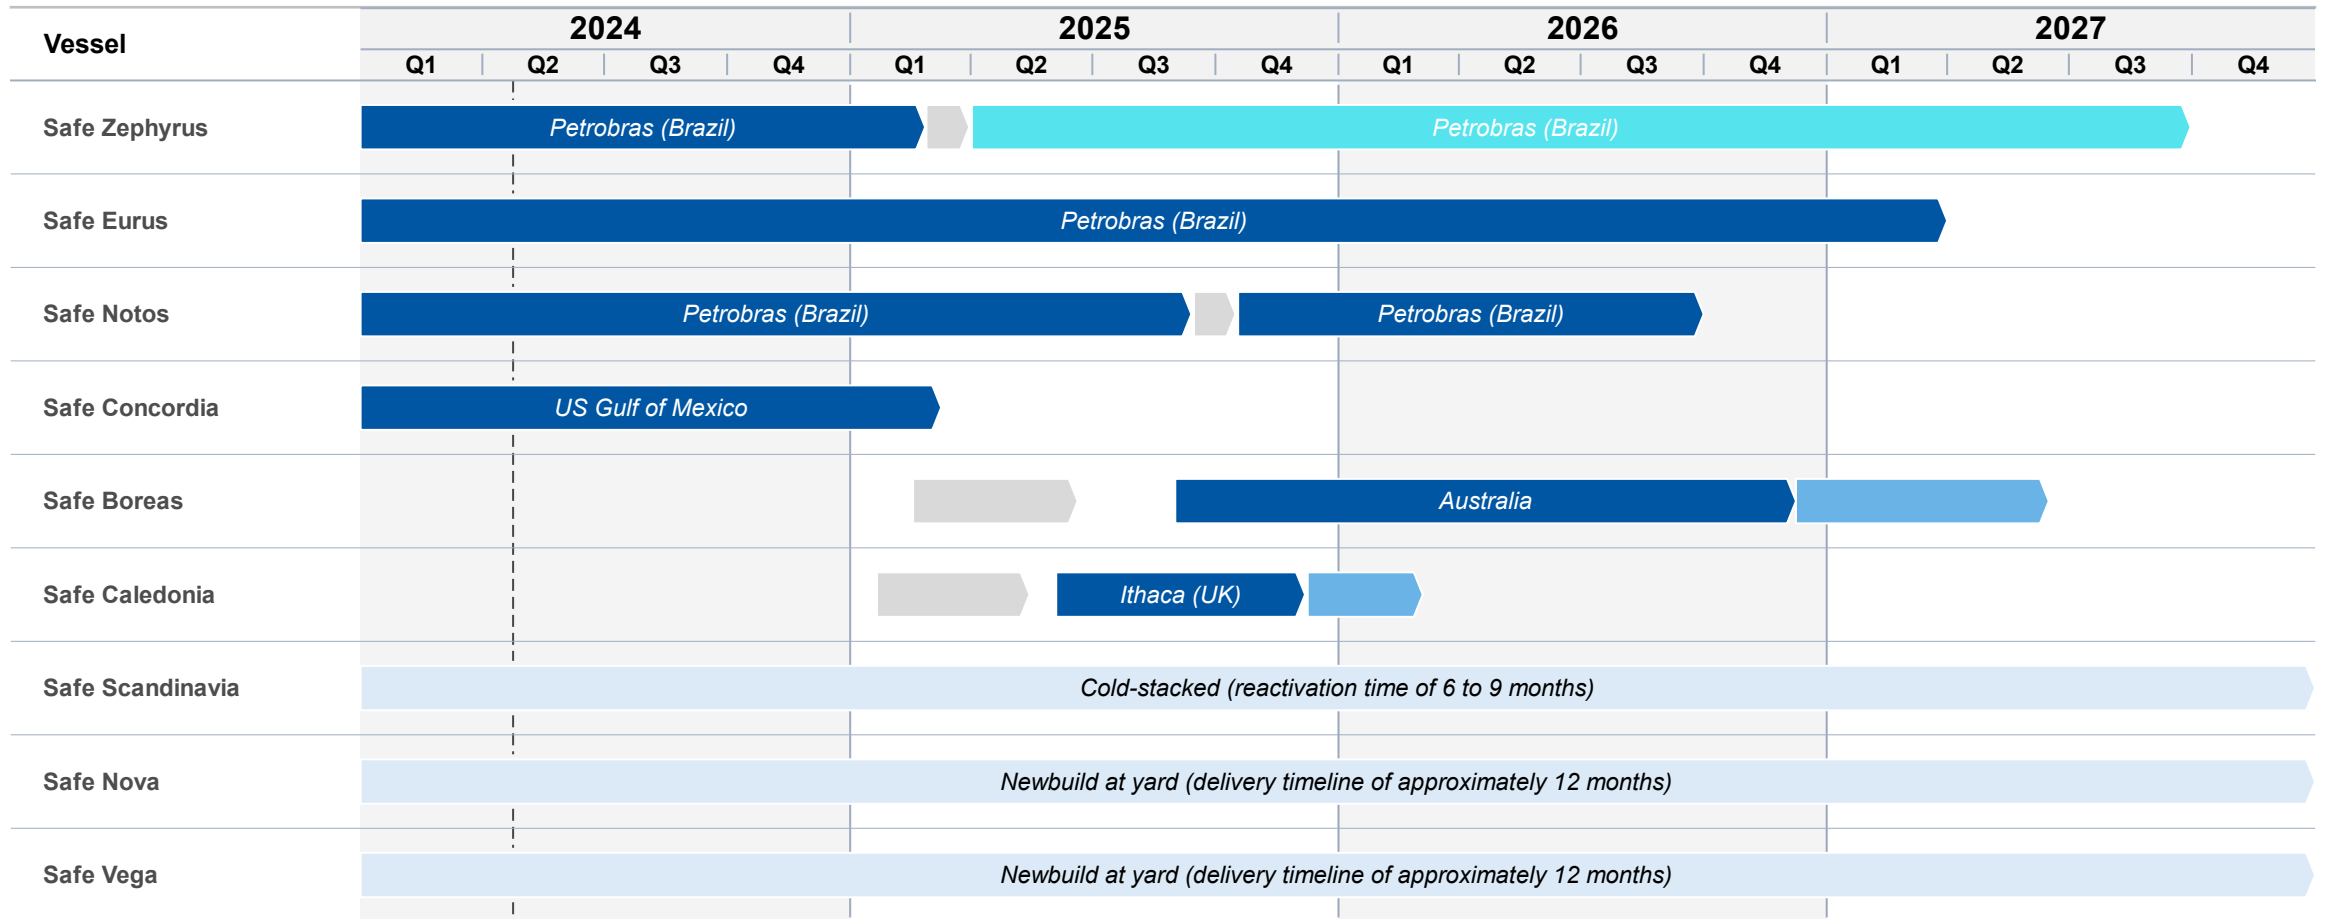 Vessel
2024 2025 2026 2027
Q1 Q2 Q3 Q4 Q1 Q2 Q3 Q4 Q1 Q2 Q3 Q4 Q1 Q2 Q3 Q4
Safe Zephyrus Petrobras (Brazil) Petrobras (Brazil)
Safe Eurus Petrobras (Brazil)
Safe Notos Petrobras (Brazil) Petrobras (Brazil)
Safe Concordia US Gulf of Mexico
Safe Boreas Australia
Safe Caledonia Ithaca (UK)
Safe Scandinavia Cold-stacked (reactivation time of 6 to 9 months)
Safe Nova Newbuild at yard (delivery timeline of approximately 12 months)
Safe Vega Newbuild at yard (delivery timeline of approximately 12 months)